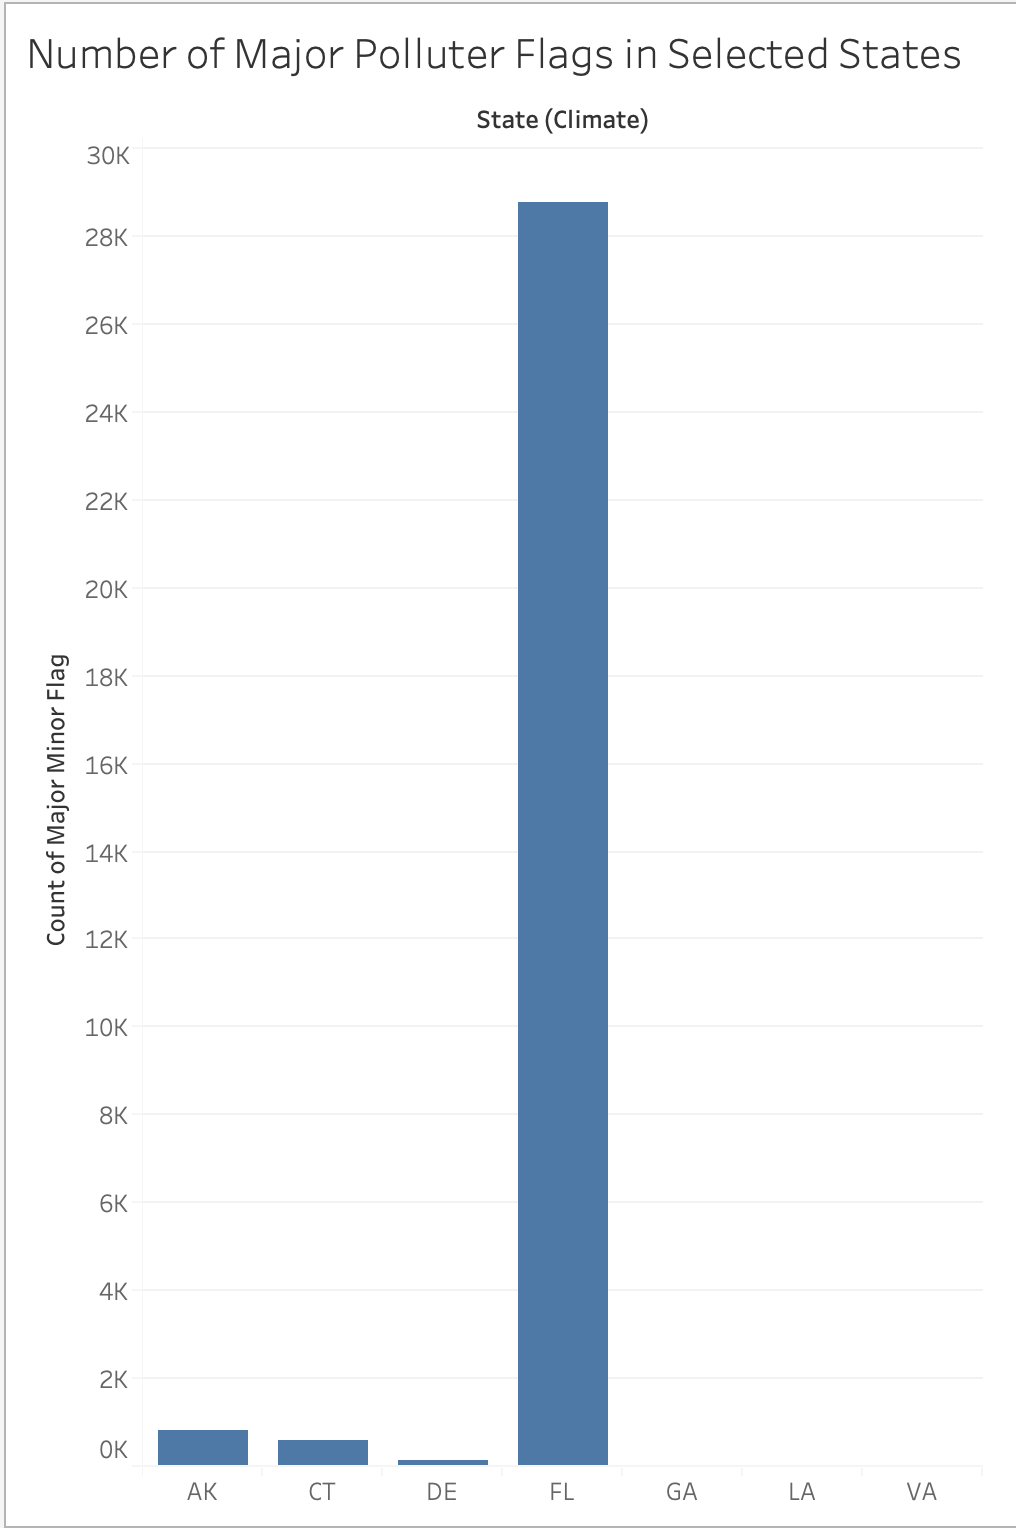 Number of Major Polluter Flags in Selected States
State (Climate)
30K
28K
26K
24K
22K
20K
18K
16K
14K
12K
10K
8K
6K
4K
2K
0K
Count of Major Minor Flag
AK CT DE FL GA LA VA